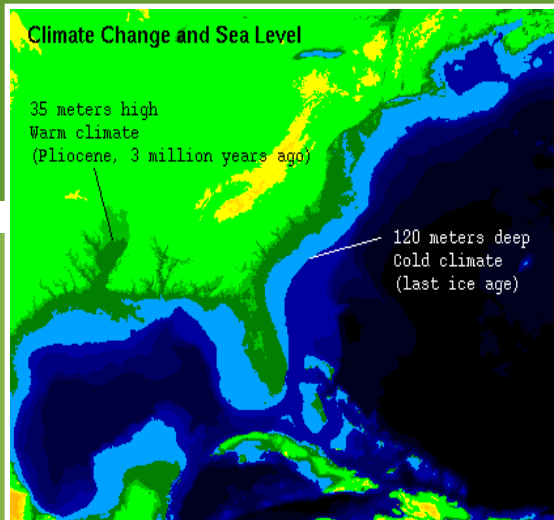 Climate Change and Sea Level
35 meters high
Warm climate
(Pliocene, 3 million years ago)
120 meters deep
Cold climate
(last ice age)